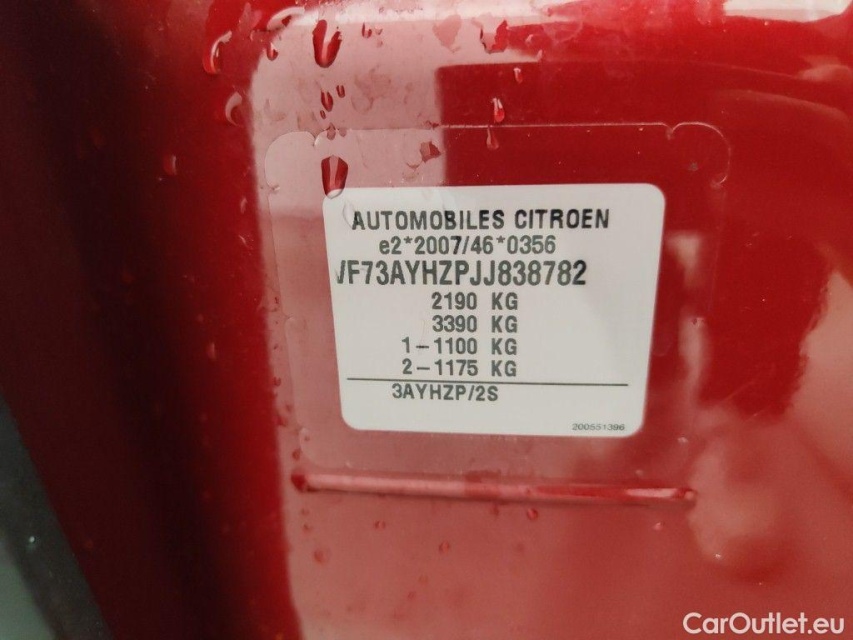 AUTOMOBILES CITROEN
e2*2007/46*0356
VF73AYHZPJJ838782
2190 KG
3390 KG
1-1100 KG
2-1175 KG
3AYHZP/2S
200551396
CarOutlet.eu